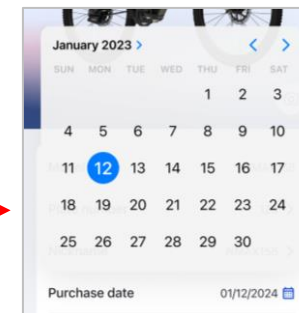 January 2023 >
< >
SUN MON TUE WED THU FRI SAT
1 2 3
4 5 6 7 8 9 10
11 12 13 14 15 16 17
18 19 20 21 22 23 24
25 26 27 28 29 30
Purchase date 01/12/2024